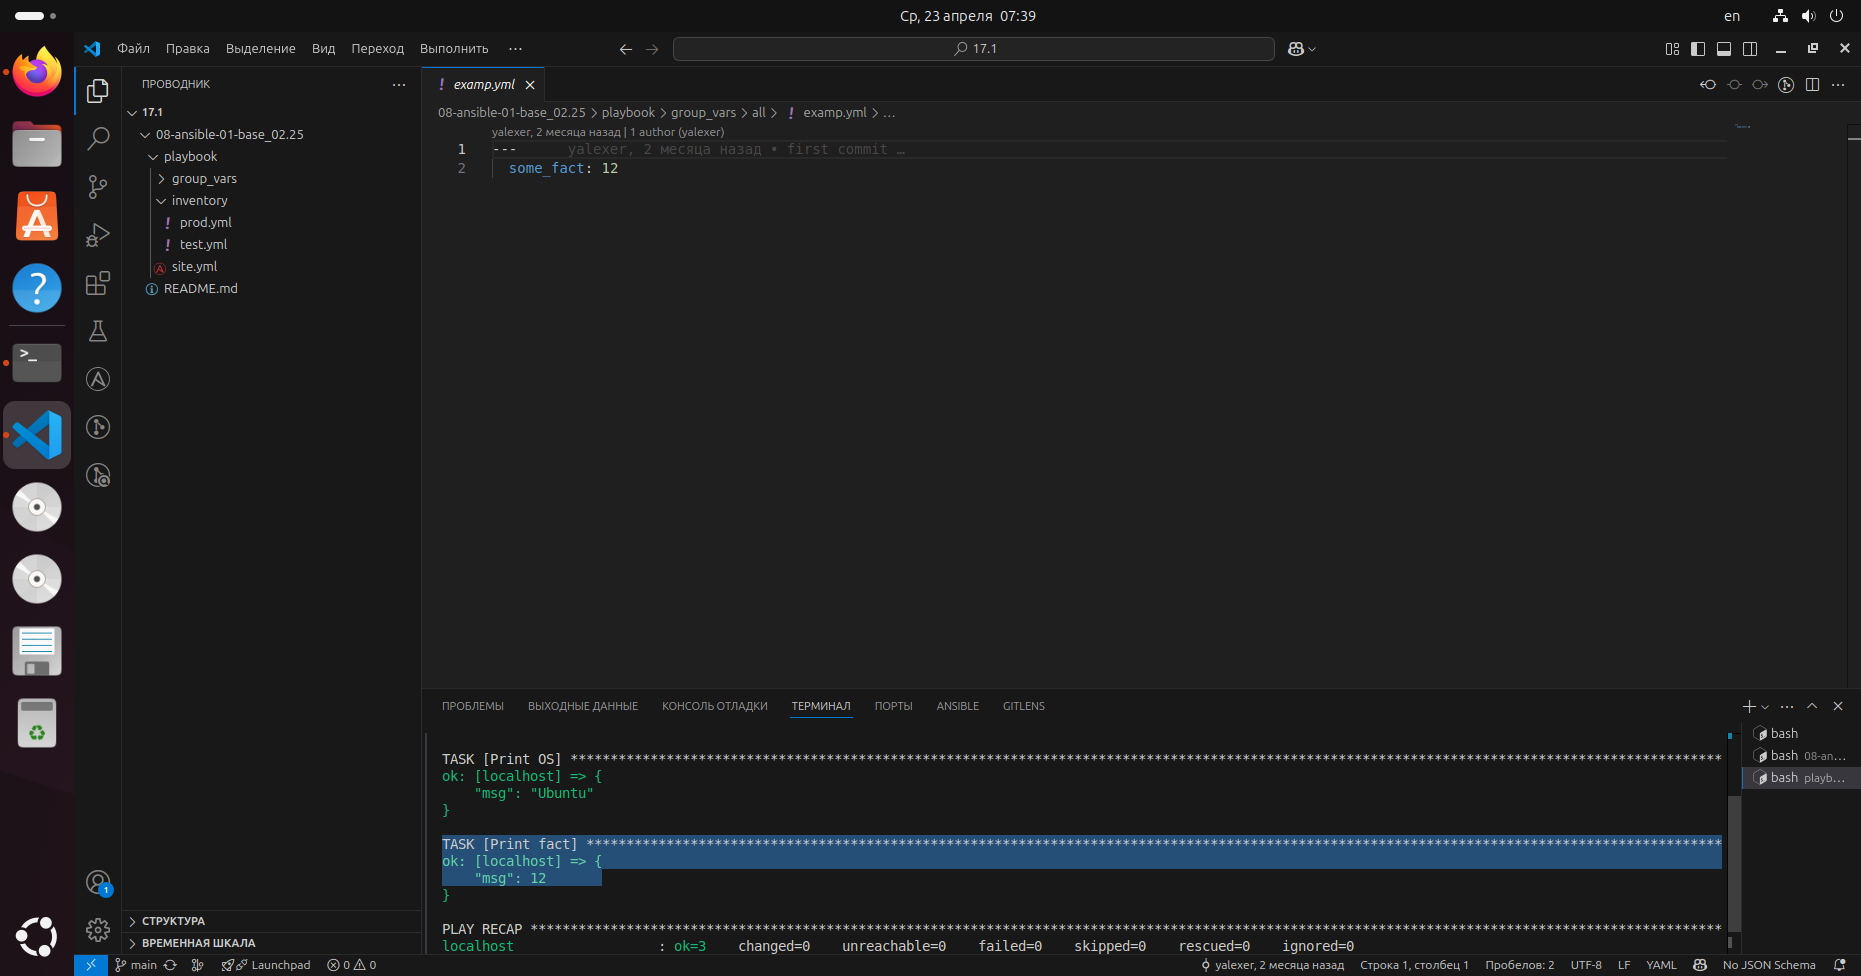 Ср, 23 апреля 07:39
en
Файл Правка Выделение Вид Переход Выполнить ···
17.1
ПРОВОДНИК
17.1
08-ansible-01-base_02.25
playbook
group_vars
inventory
! prod.yml
! test.yml
site.yml
README.md
СТРУКТУРА
ВРЕМЕННАЯ ШКАЛА
! examp.yml
08-ansible-01-base_02.25 > playbook > group_vars > all > ! examp.yml > ...
yalexer, 2 месяца назад | 1 author (yalexer)
1 --- yalexer, 2 месяца назад • first commit …
2 some_fact: 12
ПРОБЛЕМЫ ВЫХОДНЫЕ ДАННЫЕ КОНСОЛЬ ОТЛАДКИ ТЕРМИНАЛ ПОРТЫ ANSIBLE GITLENS
TASK [Print OS] ************************************************************************************************************************************************
ok: [localhost] => {
"msg": "Ubuntu"
}
TASK [Print fact] **********************************************************************************************************************************************
ok: [localhost] => {
"msg": 12
}
PLAY RECAP *****************************************************************************************************************************************************
localhost : ok=3 changed=0 unreachable=0 failed=0 skipped=0 rescued=0 ignored=0
bash
bash 08-an...
bash playb...
1
main
Launchpad
0 0
yalexer, 2 месяца назад
Строка 1, столбец 1
Пробелов: 2
UTF-8
LF
YAML
No JSON Schema